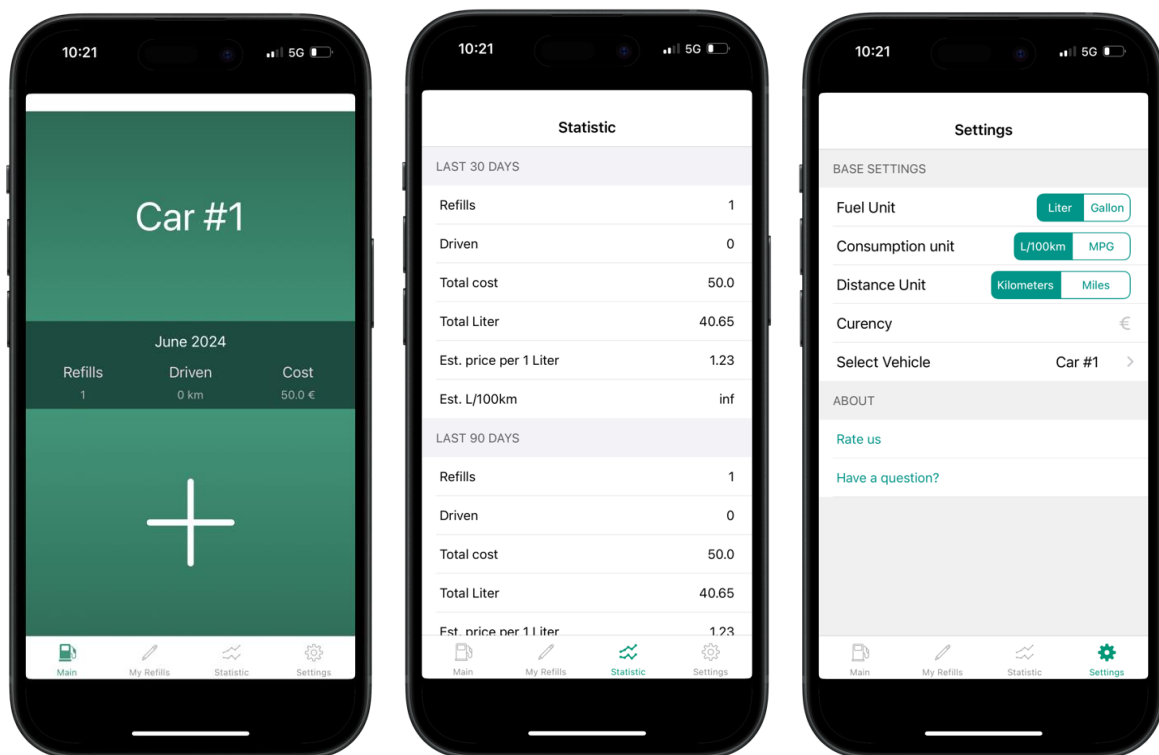 10:21
5G
Car #1
June 2024
Refills Driven Cost
1 0 km 50.0 €
Main My Refills Statistic Settings
10:21
5G
Statistic
LAST 30 DAYS
Refills 1
Driven 0
Total cost 50.0
Total Liter 40.65
Est. price per 1 Liter 1.23
Est. L/100km inf
LAST 90 DAYS
Refills 1
Driven 0
Total cost 50.0
Total Liter 40.65
Est. price per 1 Liter 1.23
Main My Refills Statistic Settings
10:21
5G
Settings
BASE SETTINGS
Fuel Unit Liter Gallon
Consumption unit L/100km MPG
Distance Unit Kilometers Miles
Curency €
Select Vehicle Car #1
ABOUT
Rate us
Have a question?
Main My Refills Statistic Settings